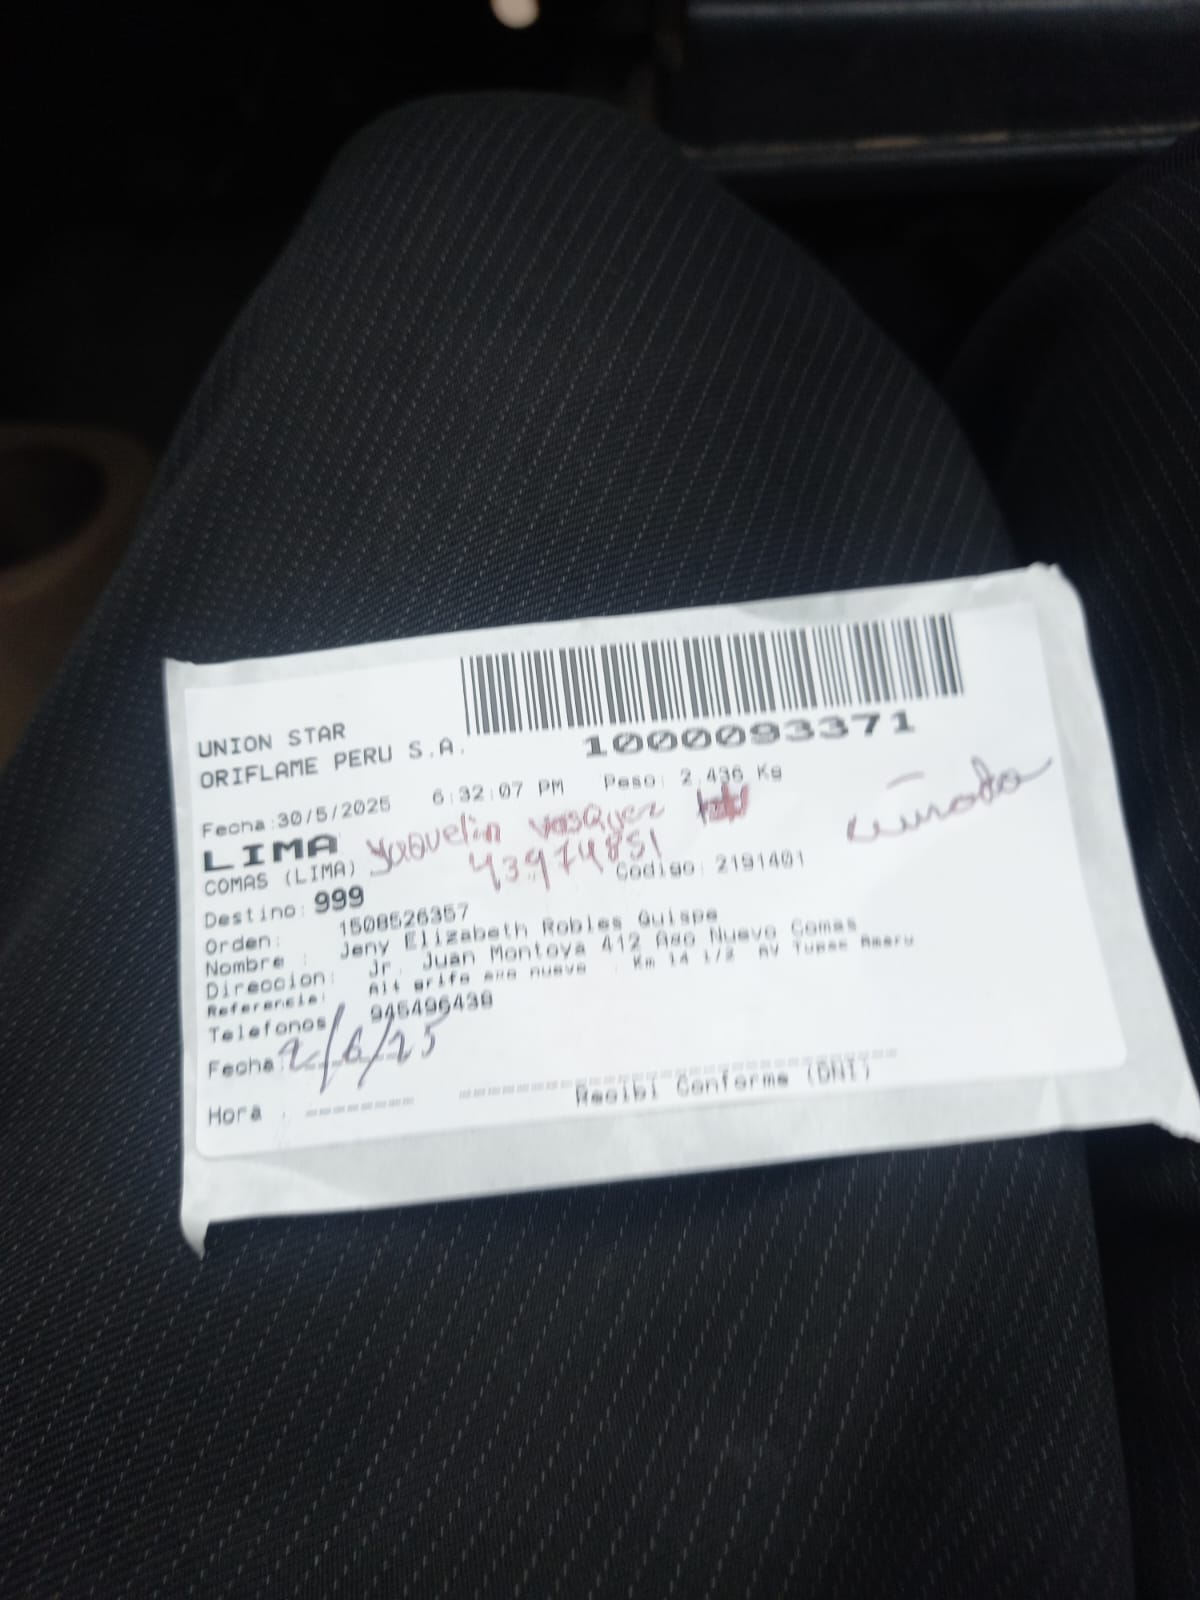 1000093371
UNION STAR
ORIFLAME PERU S.A.
Fecha:30/5/2025 6:32:07 PM Peso: 2.436 Kg
LIMA Yaquelin Vasquez
COMAS (LIMA) 43974851
Destino: 999 Codigo: 2191401
Orden: 1508526357
Nombre : Jeny Elizabeth Robles Quispe
Direccion: Jr. Juan Montoya 412 Año Nuevo Comas
Referencia: Alt grifo año nuevo Km 14 1/2 AV Tupac Amaru
Telefonos 945496438
Fecha: 2/6/25
Hora :
Recibi Conforme (DNI)